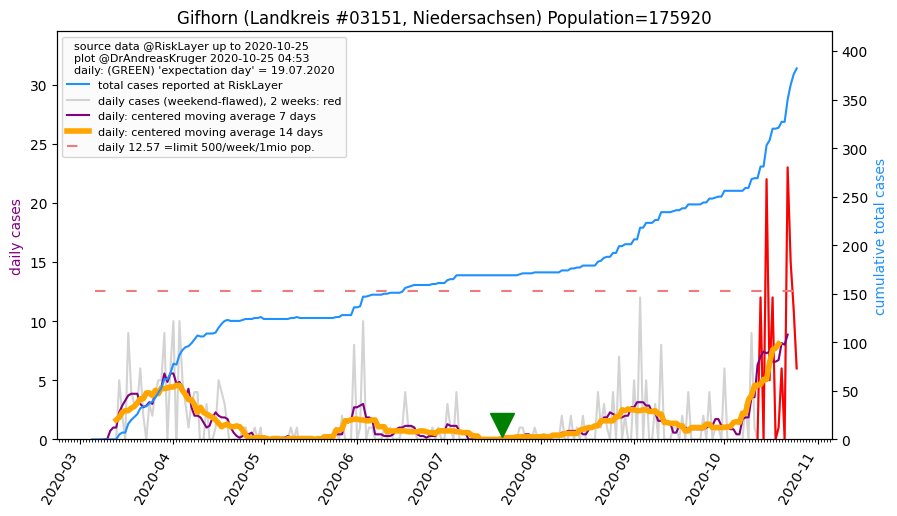 Gifhorn (Landkreis #03151, Niedersachsen) Population=175920
source data @RiskLayer up to 2020-10-25
plot @DrAndreasKruger 2020-10-25 04:53
daily: (GREEN) 'expectation day' = 19.07.2020
total cases reported at RiskLayer
daily cases (weekend-flawed), 2 weeks: red
daily: centered moving average 7 days
daily: centered moving average 14 days
daily 12.57 =limit 500/week/1mio pop.
daily cases
30
25
20
15
10
5
0
cumulative total cases
400
350
300
250
200
150
100
50
0
2020-03
2020-04
2020-05
2020-06
2020-07
2020-08
2020-09
2020-10
2020-11